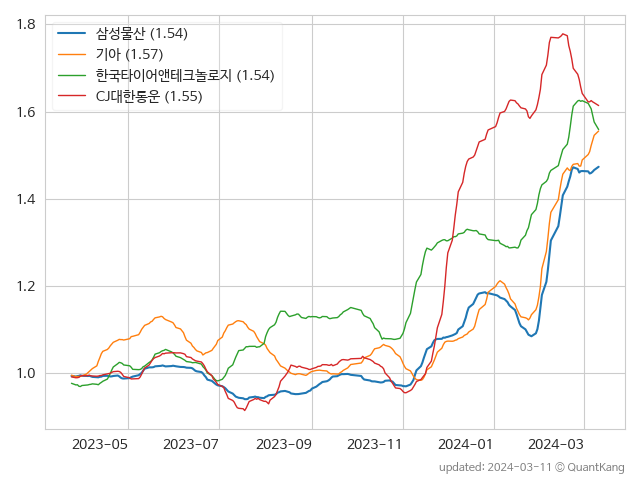 1.8
1.6
1.4
1.2
1.0
삼성물산 (1.54)
기아 (1.57)
한국타이어앤테크놀로지 (1.54)
CJ대한통운 (1.55)
2023-05 2023-07 2023-09 2023-11 2024-01 2024-03
updated: 2024-03-11 © QuantKang